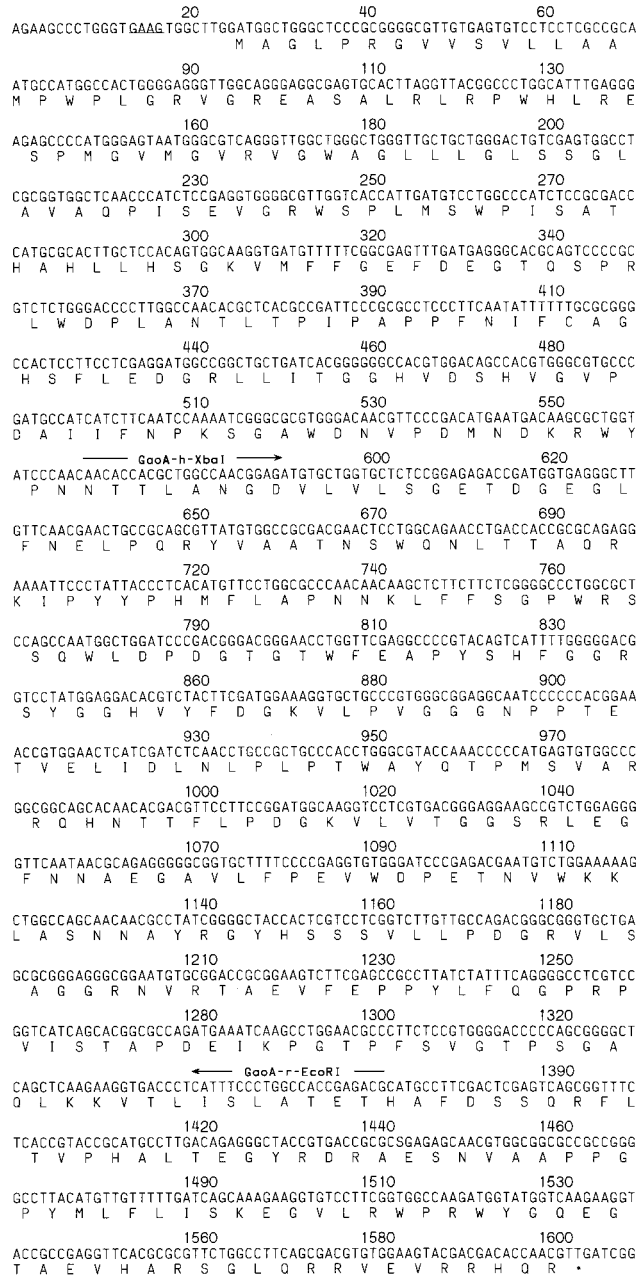 20 40 60
AGAAGCCCTGGGTGAAGTGGCTTGGATGGCTGGGCTCCCGCGGGGCGTTGTGAGTGTCCTCCTCGCCGCA
M A G L P R G V V S V L L A A
90 110 130
ATGCCATGGCCACTGGGGAGGGTTGGCAGGGAGGCGAGTGCACTTAGGTTACGGCCCTGGCATTTGAGGG
M P W P L G R V G R E A S A L R L R P W H L R E
160 180 200
AGAGCCCCATGGGAGTAATGGGCGTCAGGGTTGGCTGGGCTGGGTTGCTGCTGGGACTGTCGAGTGGCCT
S P M G V M G V R V G W A G L L L G L S S G L
230 250 270
CGCGGTGGCTCAACCCATCTCCGAGGTGGGGCGTTGGTCACCATTGATGTCCTGGCCCATCTCCGCGACC
A V A Q P I S E V G R W S P L M S W P I S A T
300 320 340
CATGCGCACTTGCTCCACAGTGGCAAGGTGATGTTTTTCGGCGAGTTTGATGAGGGCACGCAGTCCCCGC
H A H L L H S G K V M F F G E F D E G T Q S P R
370 390 410
GTCTCTGGGACCCCTTGGCCAACACGCTCACGCCGATTCCCGCGCCTCCCTTCAATATTTTTTGCGCGGG
L W D P L A N T L T P I P A P P F N I F C A G
440 460 480
CCACTCCTTCCTCGAGGATGGCCGGCTGCTGATCACGGGGGGCCACGTGGACAGCCACGTGGGCGTGCCC
H S F L E D G R L L I T G G H V D S H V G V P
510 530 550
GATGCCATCATCTTCAATCCAAAATCGGGCGCGTGGGACAACGTTCCCGACATGAATGACAAGCGCTGGT
D A I I F N P K S G A W D N V P D M N D K R W Y
GaoA-h-XbaI 600 620
ATCCCAACAACACCACGCTGGCCAACGGAGATGTGCTGGTGCTCTCCGGAGAGACCGATGGTGAGGGCTT
P N N T T L A N G D V L V L S G E T D G E G L
650 670 690
GTTCAACGAACTGCCGCAGCGTTATGTGGCCGCGACGAACTCCTGGCAGAACCTGACCACCGCGCAGAGG
F N E L P Q R Y V A A T N S W Q N L T T A Q R
720 740 760
AAAATTCCCTATTACCCTCACATGTTCCTGGCGCCCAACAACAAGCTCTTCTTCTCGGGGCCCTGGCGCT
K I P Y Y P H M F L A P N N K L F F S G P W R S
790 810 830
CCCAGCCAATGGCTGGATCCCGACGGGACGGGAACCTGGTTCGAGGCCCCGTACAGTCATTTTGGGGGACG
S Q W L D P D G T G T W F E A P Y S H F G G R
860 880 900
GTCCTATGGAGGACACGTCTACTTCGATGGAAAGGTGCTGCCCGTGGGCGGAGGCAATCCCCCCACGGAA
S Y G G H V Y F D G K V L P V G G G N P P T E
930 950 970
ACCGTGGAACTCATCGATCTCAACCTGCCGCTGCCCACCTGGGCGTACCAAACCCCCATGAGTGTGGCCC
T V E L I D L N L P L P T W A Y Q T P M S V A R
1000 1020 1040
GGCGGCAGCACAACACGACGTTCCTTCCGGATGGCAAGGTCCTCGTGACGGGAGGAAGCCGTCTGGAGGG
R Q H N T T F L P D G K V L V T G G S R L E G
1070 1090 1110
GTTCAATAACGCAGAGGGGGCGGTGCTTTTCCCCGAGGTGTGGGATCCCGAGACGAATGTCTGGAAAAAG
F N N A E G A V L F P E V W D P E T N V W K K
1140 1160 1180
CTGGCCAGCAACAACGCCTATCGGGGCTACCACTCGTCCTCGGTCTTGTTGCCAGACGGGCGGGTGCTGA
L A S N N A Y R G Y H S S S V L L P D G R V L S
1210 1230 1250
GCGCGGGAGGGCGGAATGTGCGGACCGCGGAAGTCTTCGAGCCGCCTTATCTATTTCAGGGGCCTCGTCC
A G G R N V R T A E V F E P P Y L F Q G P R P
1280 1300 1320
GGTCATCAGCACGGCGCCAGATGAAATCAAGCCTGGAACGCCCTTCTCCGTGGGGACCCCCAGCGGGGCT
V I S T A P D E I K P G T P F S V G T P S G A
GaoA-r-EcoRI 1390
CAGCTCAAGAAGGTGACCCTCATTTCCCTGGCCACCGAGACGCATGCCTTCGACTCGAGTCAGCGGTTTC
Q L K K V T L I S L A T E T H A F D S S Q R F L
1420 1440 1460
TCACCGTACCGCATGCCTTGACAGAGGGCTACCGTGACCGCGCSGAGAGCAACGTGGCGGCGCCGCCGGG
T V P H A L T E G Y R D R A E S N V A A P P G
1490 1510 1530
GCCTTACATGTTGTTTTTGATCAGCAAAGAAGGTGTCCTTCGGTGGCCAAGATGGTATGGTCAAGAAGGT
P Y M L F L I S K E G V L R W P R W Y G Q E G
1560 1580 1600
ACCGCCGAGGTTCACGCGCGTTCTGGCCTTCAGCGACGTGTGGAAGTACGACGACACCAACGTTGATCGG
T A E V H A R S G L Q R R V E V R R H Q R •